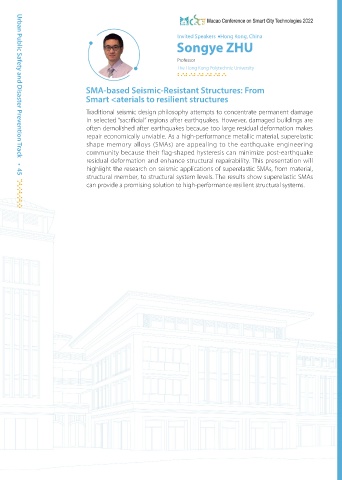 Macao Conference on Smart City Technologies 2022
Invited Speakers •Hong Kong, China
Songye ZHU
Professor
The Hong Kong Polytechnic University
SMA-based Seismic-Resistant Structures: From
Smart <aterials to resilient structures
Traditional seismic design philosophy attempts to concentrate permanent damage
in selected "sacrificial" regions after earthquakes. However, damaged buildings are
often demolished after earthquakes because too large residual deformation makes
repair economically unviable. As a high-performance metallic material, superelastic
shape memory alloys (SMAs) are appealing to the earthquake engineering
community because their flag-shaped hysteresis can minimize post-earthquake
residual deformation and enhance structural repairability. This presentation will
highlight the research on seismic applications of superelastic SMAs, from material,
structural member, to structural system levels. The results show superelastic SMAs
can provide a promising solution to high-performance resilient structural systems.
Urban Public Safety and Disaster Prevention Track • 45